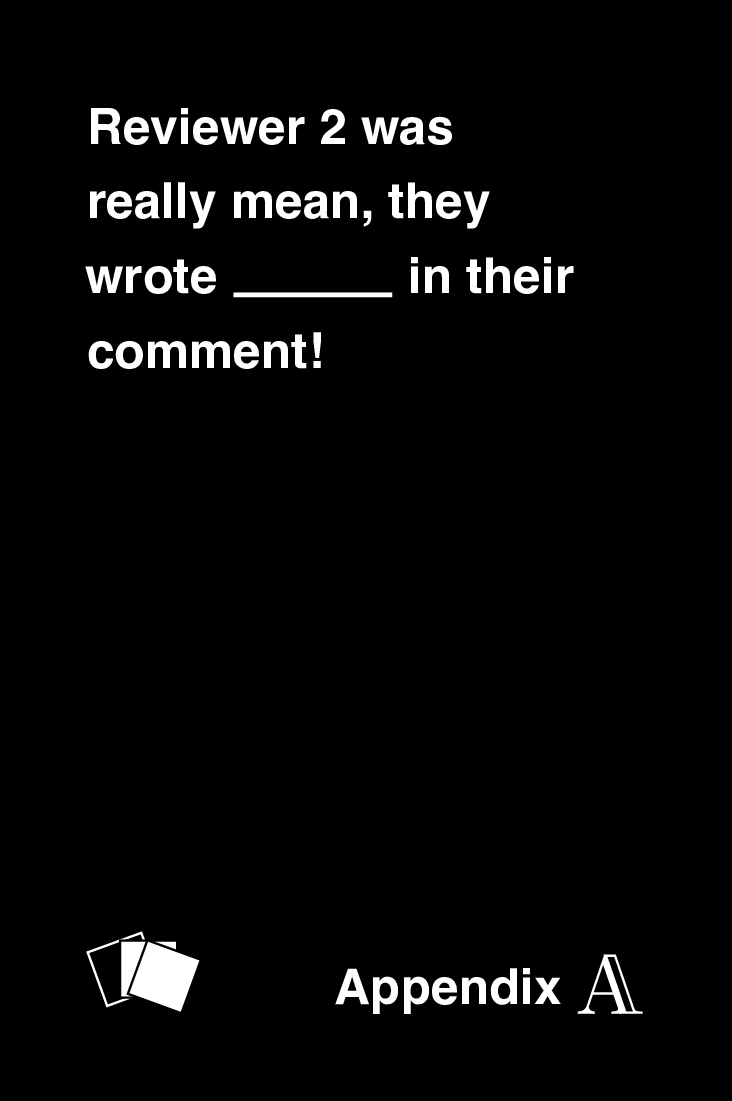 Reviewer 2 was
really mean, they
wrote ______ in their
comment!
Appendix A